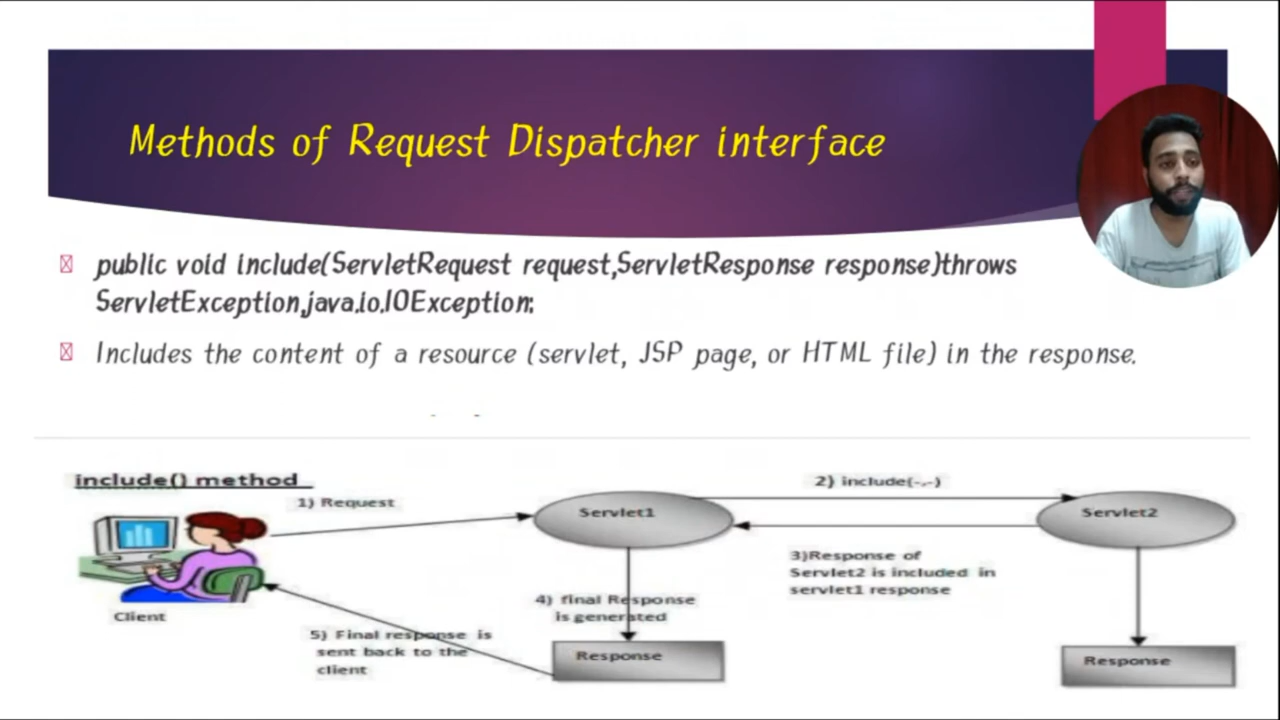 Methods of Request Dispatcher interface
public void include(ServletRequest request,ServletResponse response)throws
ServletException,java.io.IOException;
Includes the content of a resource (servlet, JSP page, or HTML file) in the response.
include() method
1) Request
2) include(-,-)
Servlet1
Servlet2
3)Response of
Servlet2 is included in
servlet1 response
4) final Response
is generated
Client
5) Final response is
sent back to the
client
Response
Response